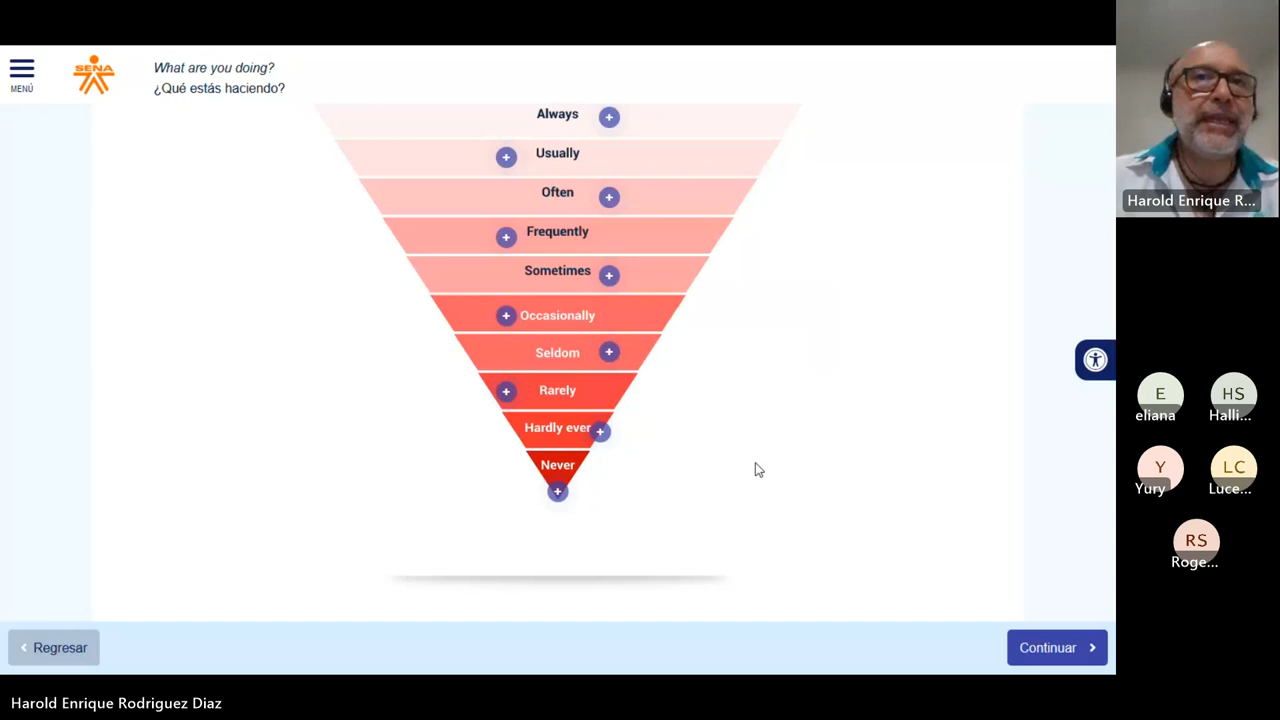 MENÚ
SENA
What are you doing?
¿Qué estás haciendo?
Always
Usually
Often
Frequently
Sometimes
Occasionally
Seldom
Rarely
Hardly ever
Never
Regresar
Continuar
Harold Enrique R...
E
eliana
HS
Halli...
Y
Yury
LC
Luce...
RS
Roge...
Harold Enrique Rodriguez Diaz